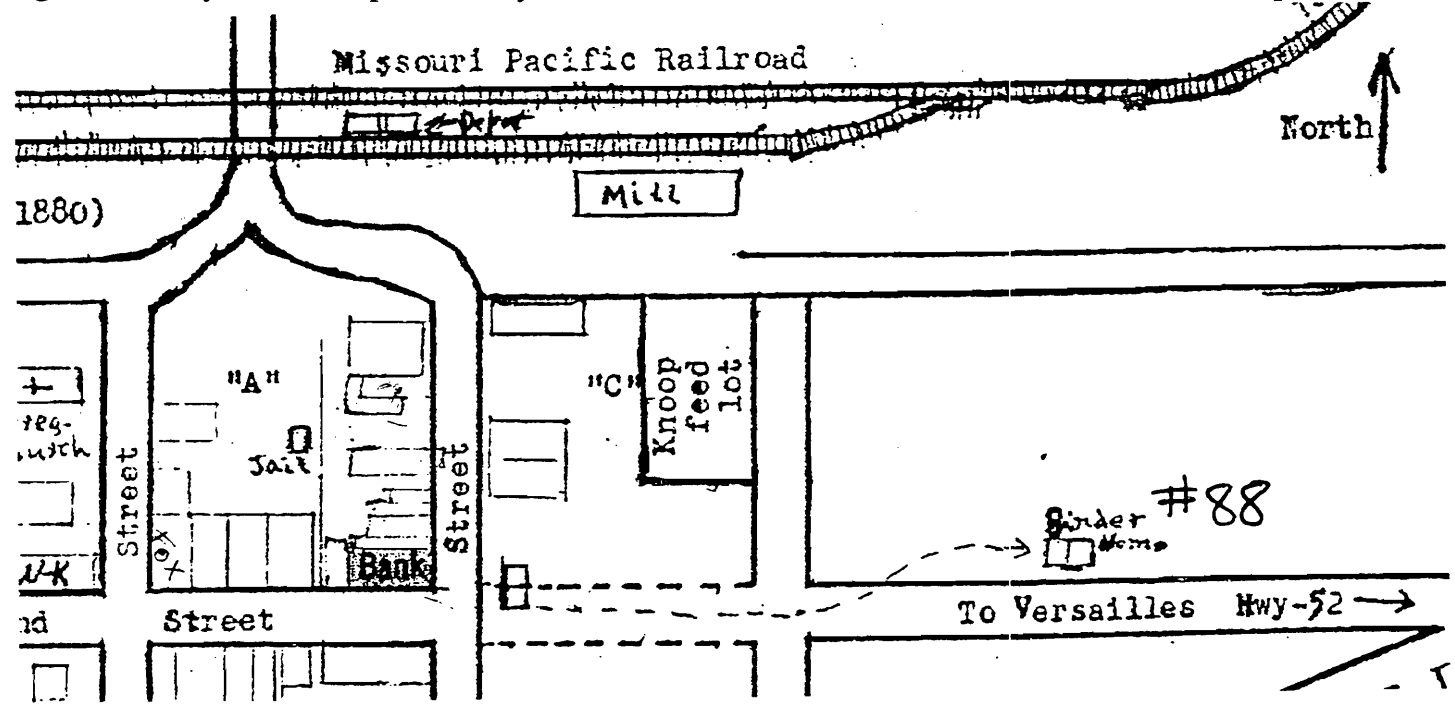 Missouri Pacific Railroad
Depot
North
Mill
1880)
"A"
"C"
Knoop
feed
lot
Jail
Street
Street
Binder #88
Home
Bank
To Versailles Hwy-52
Street